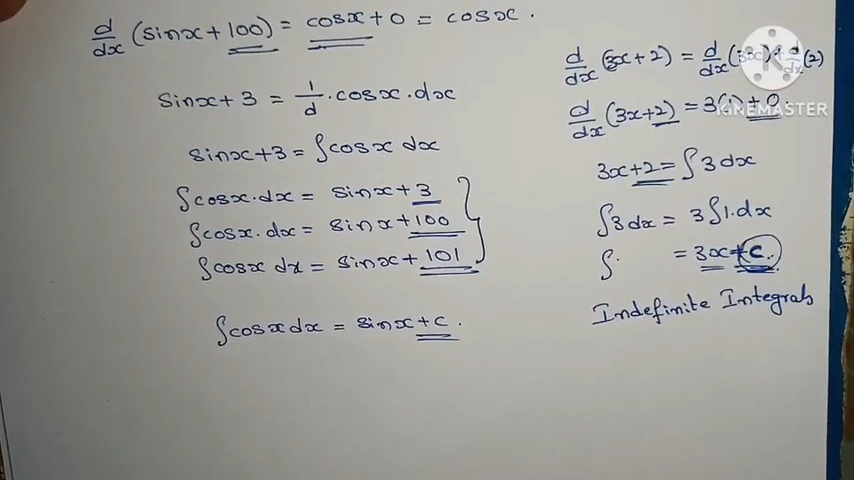 d/dx (sinx + 100) = cosx + 0 = cosx .
sinx + 3 = 1/d . cosx . dx
sinx + 3 = ∫cosx dx
∫cosx . dx = sinx + 3
∫cosx . dx = sinx + 100
∫cosx dx = sinx + 101
∫cosx dx = sinx + c .
d/dx (3x + 2) = d/dx (3x) + d/dx (2)
d/dx (3x + 2) = 3(1) + 0 .
3x + 2 = ∫3 dx
∫3 dx = 3∫1. dx
∫. = 3x + c .
Indefinite Integrals
KINEMASTER